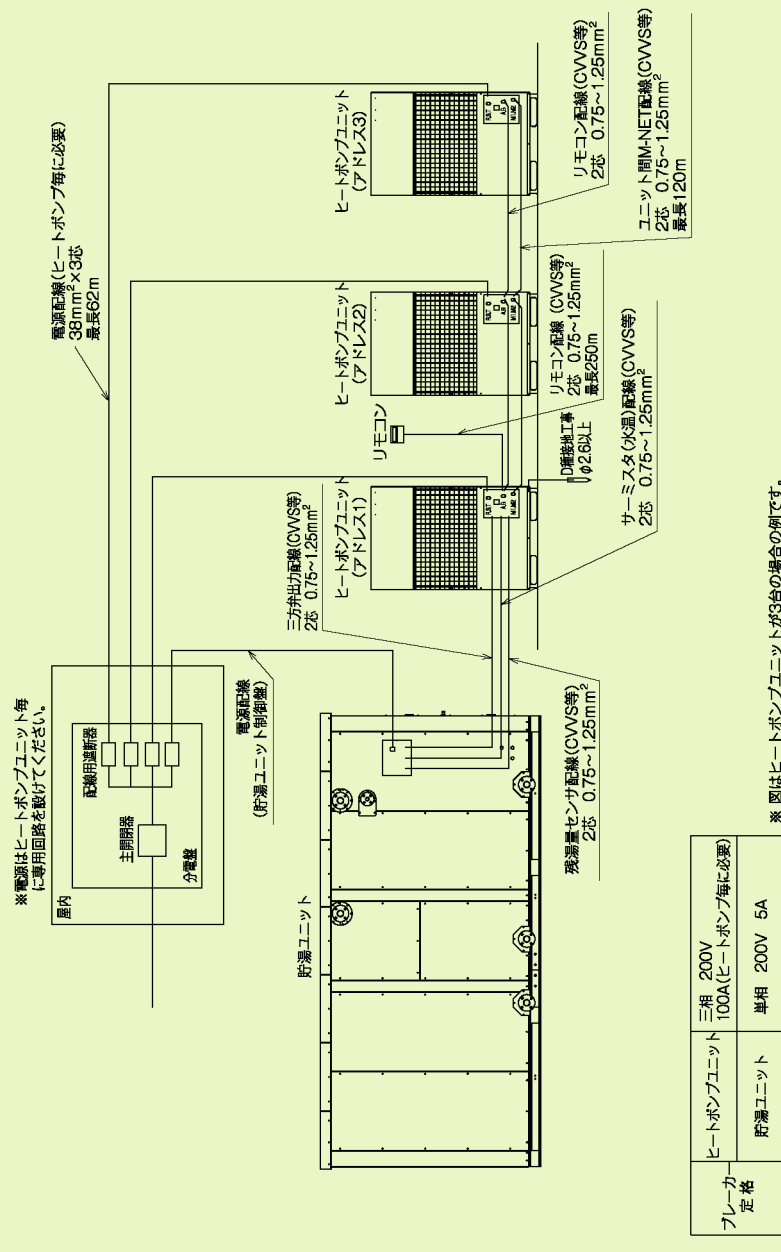 ※電源はヒートポンプユニット毎
に専用回路を設けてください。
屋内
配線用遮断器
主開閉器
分電盤
電源配線(ヒートポンプ毎に必要)
38mm²×3芯
最長62m
電源配線
(貯湯ユニット制御盤)
三方弁出力配線(CVVS等)
2芯 0.75~1.25mm²
ヒートポンプユニット
(アドレス1)
リモコン
ヒートポンプユニット
(アドレス2)
ヒートポンプユニット
(アドレス3)
貯湯ユニット
残湯量センサ配線(CVVS等)
2芯 0.75~1.25mm²
D種接地工事
φ2.6以上
サーミスタ(水温)配線(CVVS等)
2芯 0.75~1.25mm²
リモコン配線 (CVVS等)
2芯 0.75~1.25mm²
最長250m
リモコン配線(CVVS等)
2芯 0.75~1.25mm²
ユニット間M-NET配線(CVVS等)
2芯 0.75~1.25mm²
最長120m
ブレーカー
定格
ヒートポンプユニット
三相 200V
100A(ヒートポンプ毎に必要)
貯湯ユニット
単相 200V 5A
※ 図はヒートポンプユニットが3台の場合の例です。